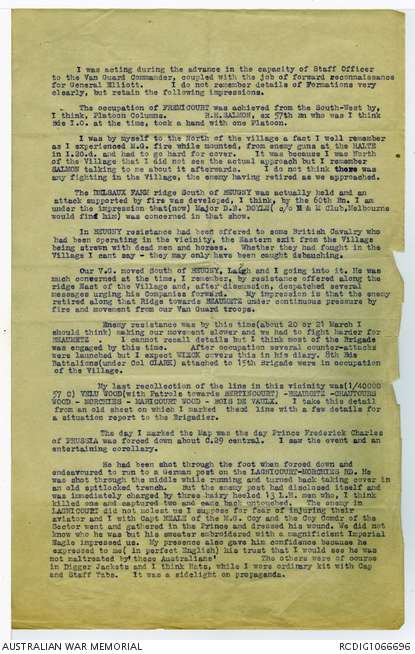 I was acting during the advance in the capacity of Staff Officer
to the Van Guard Commander, coupled with the job of forward reconnaissance
for General Elliott. I do not remember details of Formations very
clearly, but retain the following impressions.
The occupation of FREMICOURT was achieved from the South-West by,
I think, Platoon Columns. R.E.SALMON, ex 57th Bn who was I think
Bde I.O. at the time, took a hand with one Platoon.
I was by myself to the North of the village a fact I well remember
as I experienced M.G. fire while mounted, from enemy guns at the HALTE
in I.20.d. and had to go hard for cover. It was because I was North
of the Village that I did not see the actual approach but I remember
SALMON talking to me about it afterwards. I do not think there was
any fighting in the Village, the enemy having retired as we approached.
The DELSAUX FARM ridge South of BEUGNY was actually held and an
attack supported by fire was developed, I think, by the 60th Bn. I am
under the impression that(now) Major D.B. DOYLE( c/o M & M Club,Melbourne
would find him) was concerned in that show.
In BEUGNY resistance had been offered to some British Cavalry who
had been operating in the vicinity, the Eastern exit from the Village
being strewn with dead men and horses. Whether they had fought in the
Village I cant say - they may only have been caught debauching.
Our V.G. moved South of BEUGNY, Laigh and I going into it. He was
much concerned at the time, I remember, by resistance offered along the
ridge East of the Village and, after discussion, despatched several
messages urging his Companies forward. My impression is that the enemy
retired along that Ridge towards BEAUMETZ under continuous pressure by
fire and movement from our Van Guard troops.
Enemy resistance was by this time(about 20 or 21 March I
should think) making our movement slower and we had to fight harder for
BEAUMETZ . I cannot recall details but I think most of the Brigade
was engaged by this time. After occupation several counter-attacks
were launched but I expect WILCK covers this in his diary. 8th Bde
Battalions(under Col CLARK) attached to 15th Brigade were in occupation
of the Village.
My last recollection of the line in this vicinity was(1/40000
57 C) VELU WOOD(with Patrols towards BERTINCOURT) - BEAUMETZ -CHAUFOURS
WOOD - MORCHIES - MARICOURT WOOD - BOIS DE VAULX. I take this detail
from an old sheet on which I marked the line with a few details for
a situation report to the Brigadier.
The day I marked the Map was the day Prince Frederick Charles
of PRUSSIA was forced down about C.29 central. I saw the event and an
entertaining corollary.
He had been shot through the foot when forced down and
endeavoured to run to a German post on the LAGNICOURT-MORCHIES RD. He
was shot through the middle while running and turned back taking cover in
an old spitlocked trench. But the enemy post had disclosed itself and
was immediately charged by three hairy heeled 13 L.H. men who, I think
killed one and captured two and came back untouched. The enemy in
LAGNICOURT did not molest us I suppose for fear of injuring their
aviator and I with Capt MEALE of the M.G. Coy and the Coy Comdr of the
Sector went and gathered in the Prince and dressed his wound. We did not
know who he was but his sweater embroidered with a magnificient Imperial
Eagle impressed us. My presence also gave him confidence because he
expressed to me( in perfect English) his trust that I would see he was
not maltreated by"these Australians" The others were of course
in Digger Jackets and I think Hats, while I wore ordinary kit with Cap
and Staff Tabs. It was a sidelight on propaganda.
AUSTRALIAN WAR MEMORIAL
RCDIG1066696